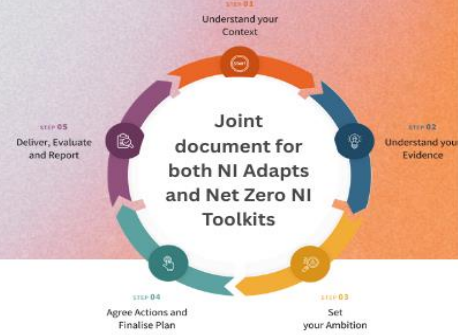 STEP 01
Understand your
Context
START
STEP 05
Deliver, Evaluate
and Report
STEP 02
Understand your
Evidence
Joint
document for
both NI Adapts
and Net Zero NI
Toolkits
STEP 04
Agree Actions and
Finalise Plan
STEP 03
Set
your Ambition